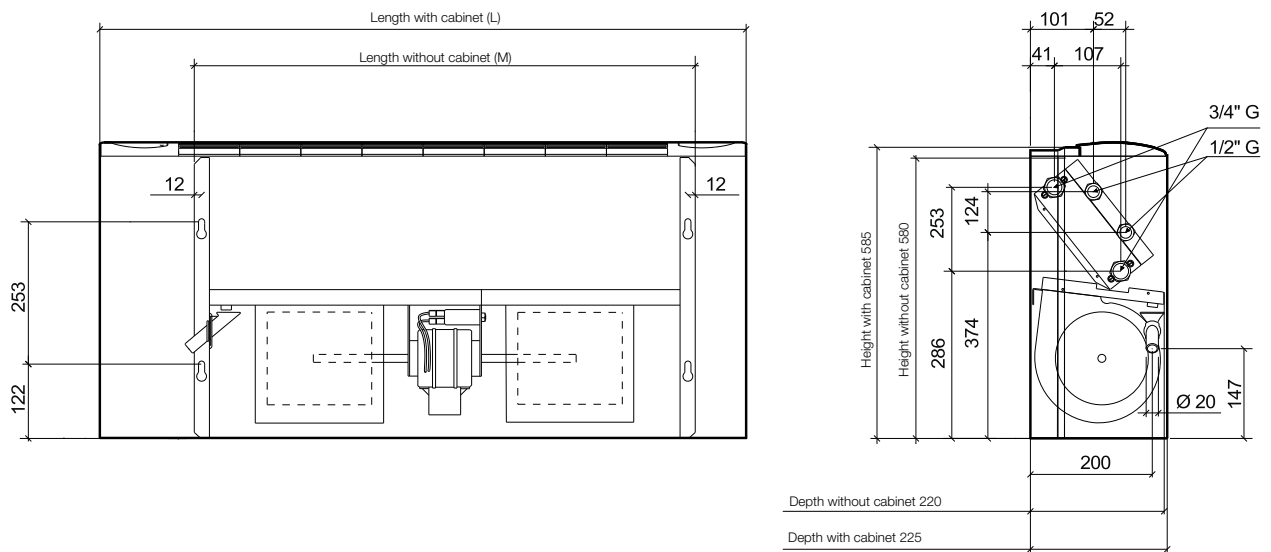 Length with cabinet (L)
Length without cabinet (M)
12
12
253
122
101
52
41
107
3/4" G
1/2" G
Height with cabinet 585
Height without cabinet 580
253
124
286
374
147
Ø 20
200
Depth without cabinet 220
Depth with cabinet 225